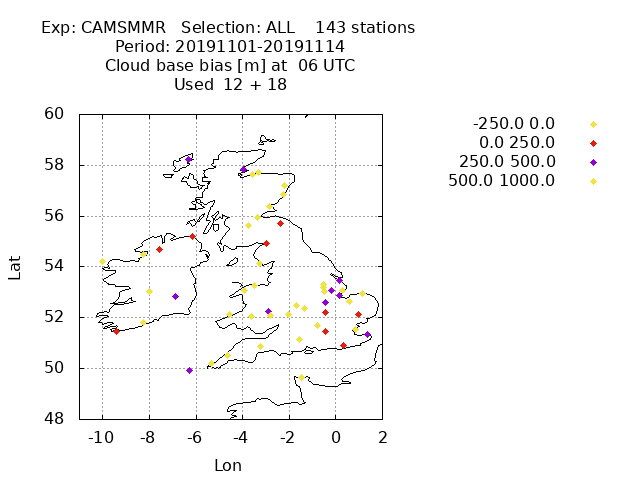 Exp: CAMSMMR   Selection: ALL    143 stations
Period: 20191101-20191114
Cloud base bias [m] at  06 UTC
Used  12 + 18
-250.0 0.0
0.0 250.0
250.0 500.0
500.0 1000.0
60
58
56
54
52
50
48
Lat
-10 -8 -6 -4 -2 0 2
Lon